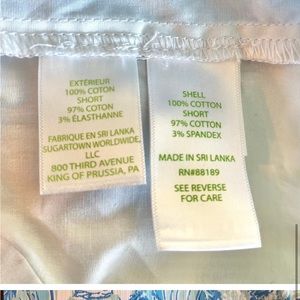 EXTÉRIEUR
100% COTON
SHORT
97% COTON
3% ÉLASTHANNE
FABRIQUE EN SRI LANKA
SUGARTOWN WORLDWIDE,
LLC
800 THIRD AVENUE
KING OF PRUSSIA, PA
SHELL
100% COTTON
SHORT
97% COTTON
3% SPANDEX
MADE IN SRI LANKA
RN#88189
SEE REVERSE
FOR CARE